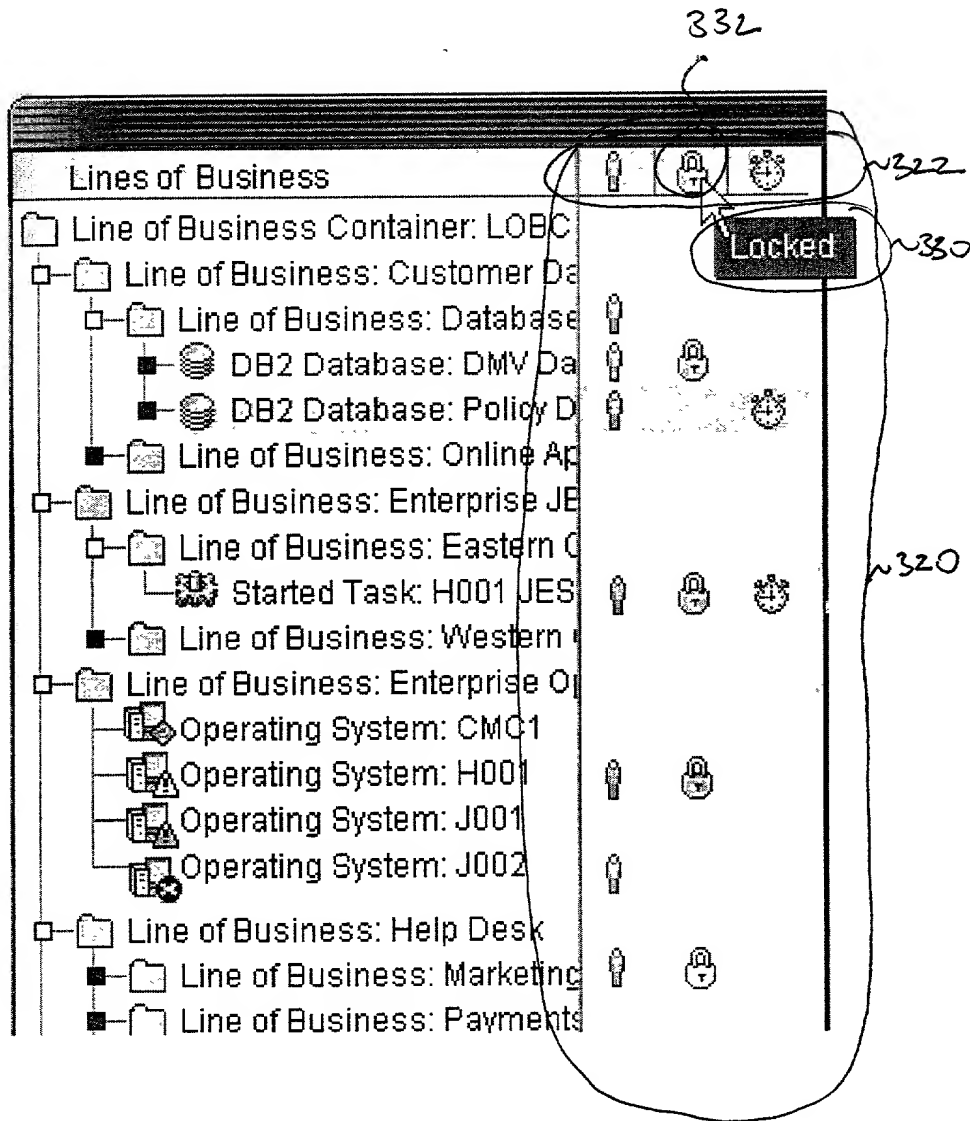 332
Lines of Business
~322
Line of Business Container: LOBC
Locked
~330
Line of Business: Customer Da
Line of Business: Database
DB2 Database: DMV Da
DB2 Database: Policy D
Line of Business: Online Ap
Line of Business: Enterprise JE
Line of Business: Eastern C
~320
Started Task: H001 JES
Line of Business: Western
Line of Business: Enterprise Op
Operating System: CMC1
Operating System: H001
Operating System: J001
Operating System: J002
Line of Business: Help Desk
Line of Business: Marketing
Line of Business: Payments